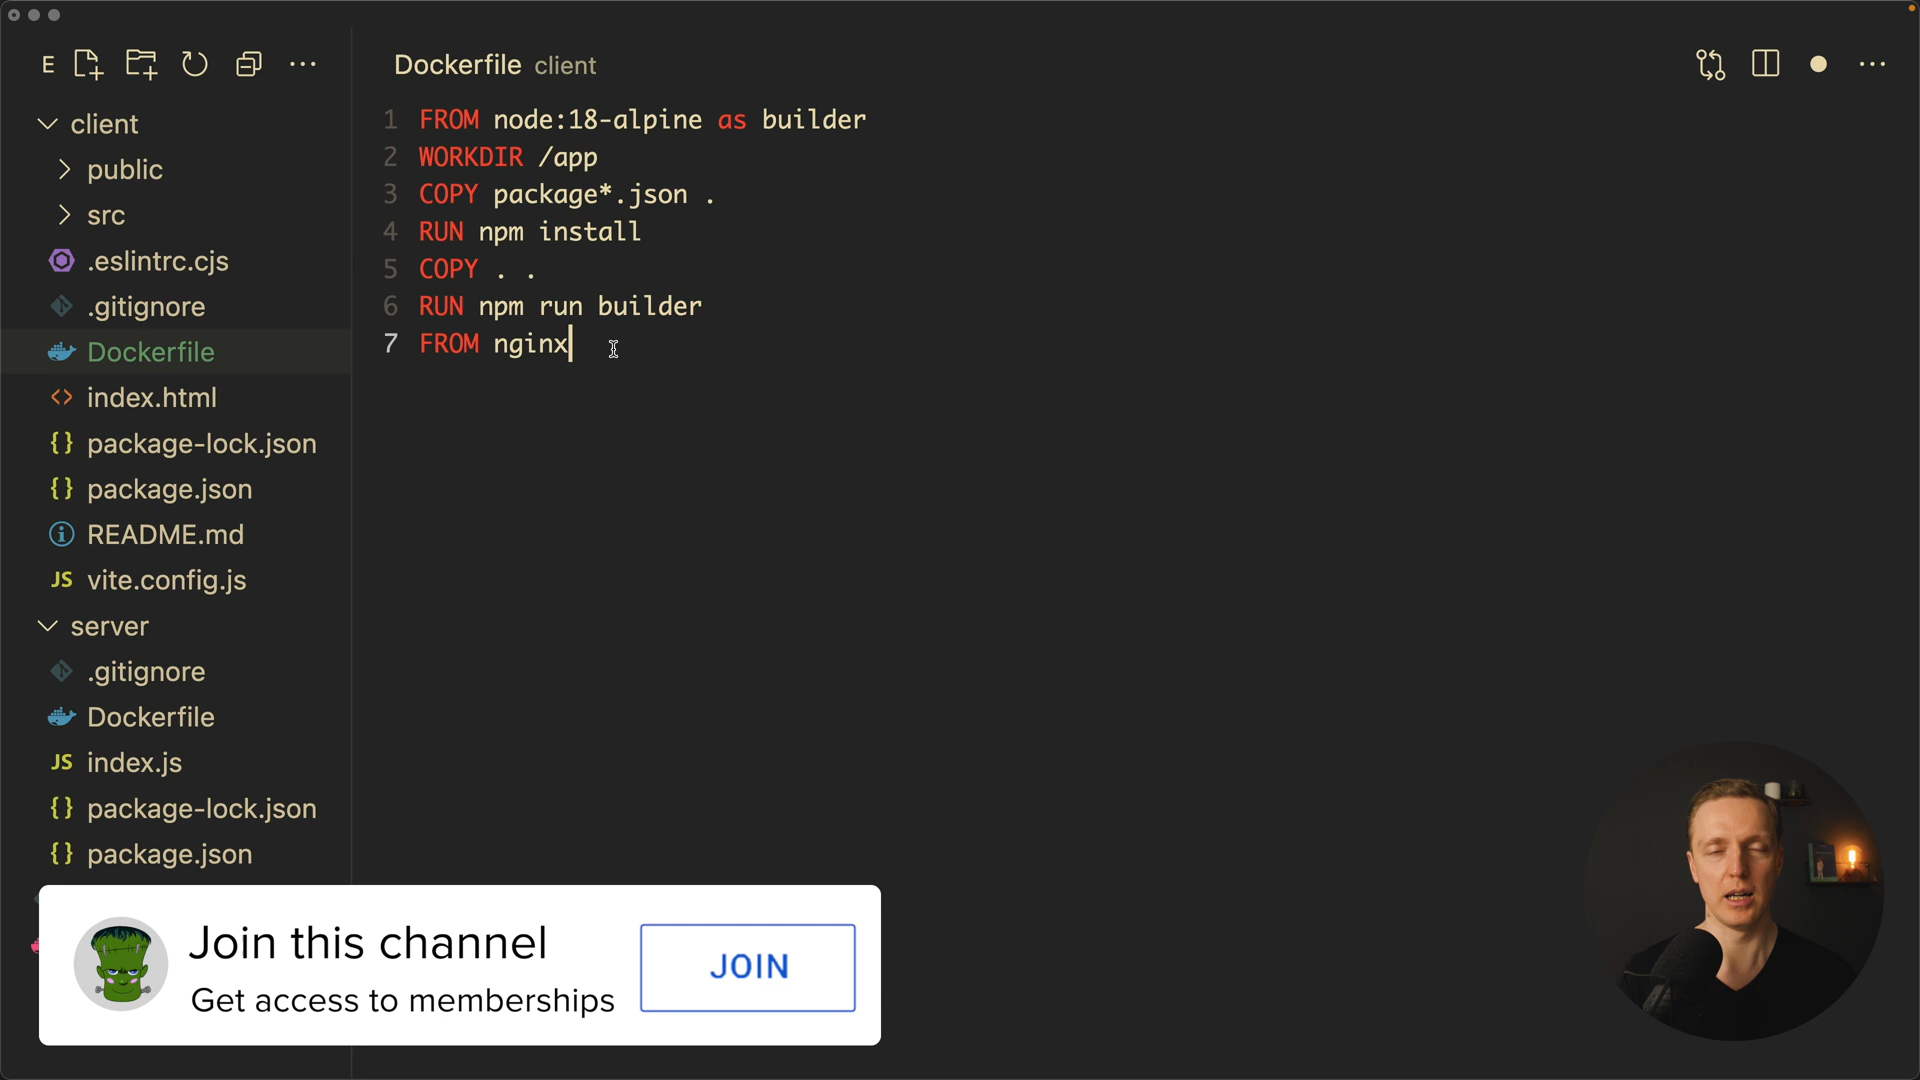 E
Dockerfile client
client
public
src
.eslintrc.cjs
.gitignore
Dockerfile
index.html
{} package-lock.json
{} package.json
README.md
JS vite.config.js
server
.gitignore
Dockerfile
JS index.js
{} package-lock.json
{} package.json
1 FROM node:18-alpine as builder
2 WORKDIR /app
3 COPY package*.json .
4 RUN npm install
5 COPY . .
6 RUN npm run builder
7 FROM nginx
Join this channel
Get access to memberships
JOIN